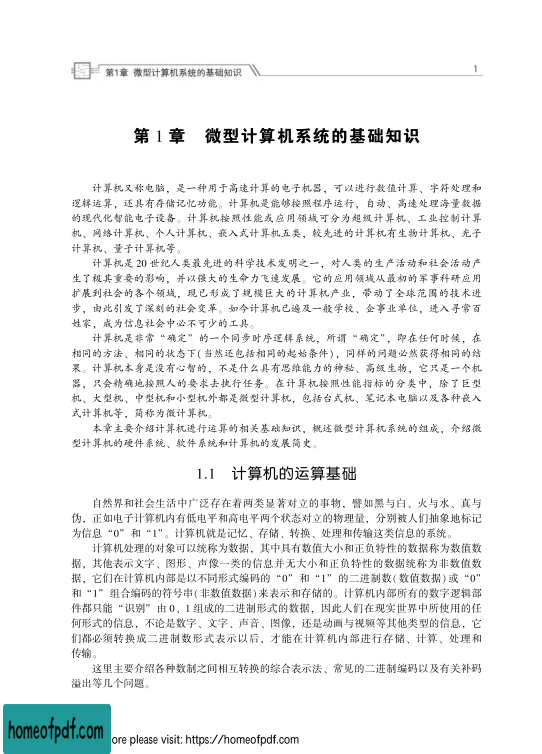 第1章 微型计算机系统的基础知识
1
第 1 章 微型计算机系统的基础知识
计算机又称电脑，是一种用于高速计算的电子机器，可以进行数值计算、字符处理和
逻辑运算，还具有存储记忆功能。计算机是能够按照程序运行，自动、高速处理海量数据
的现代化智能电子设备。计算机按照性能或应用领域可分为超级计算机、工业控制计算
机、网络计算机、个人计算机、嵌入式计算机五类，较先进的计算机有生物计算机、光子
计算机、量子计算机等。
计算机是 20 世纪人类最先进的科学技术发明之一，对人类的生产活动和社会活动产
生了极其重要的影响，并以强大的生命力飞速发展。它的应用领域从最初的军事科研应用
扩展到社会的各个领域，现已形成了规模巨大的计算机产业，带动了全球范围的技术进
步，由此引发了深刻的社会变革。如今计算机已遍及一般学校、企事业单位，进入寻常百
姓家，成为信息社会中必不可少的工具。
计算机是非常“确定”的一个同步时序逻辑系统，所谓“确定”，即在任何时候，在
相同的方法、相同的状态下(当然还包括相同的起始条件)，同样的问题必然获得相同的结
果。计算机本身是没有心智的，不是什么具有思维能力的神秘、高级生物，它只是一个机
器，只会精确地按照人的要求去执行任务。在计算机按照性能指标的分类中，除了巨型
机、大型机、中型机和小型机外都是微型计算机，包括台式机、笔记本电脑以及各种嵌入
式计算机等，简称为微计算机。
本章主要介绍计算机进行运算的相关基础知识，概述微型计算机系统的组成，介绍微
型计算机的硬件系统、软件系统和计算机的发展简史。
1.1 计算机的运算基础
自然界和社会生活中广泛存在着两类显著对立的事物，譬如黑与白、火与水、真与
伪，正如电子计算机内有低电平和高电平两个状态对立的物理量，分别被人们抽象地标记
为信息“0”和“1”。计算机就是记忆、存储、转换、处理和传输这类信息的系统。
计算机处理的对象可以统称为数据，其中具有数值大小和正负特性的数据称为数值数
据，其他表示文字、图形、声像一类的信息并无大小和正负特性的数据统称为非数值数
据，它们在计算机内部是以不同形式编码的“0”和“1”的二进制数(数值数据)或“0”
和“1”组合编码的符号串(非数值数据)来表示和存储的。计算机内部所有的数字逻辑部
件都只能“识别”由 0、1 组成的二进制形式的数据，因此人们在现实世界中所使用的任
何形式的信息，不论是数字、文字、声音、图像，还是动画与视频等其他类型的信息，它
们都必须转换成二进制数形式表示以后，才能在计算机内部进行存储、计算、处理和
传输。
这里主要介绍各种数制之间相互转换的综合表示法、常见的二进制编码以及有关补码
溢出等几个问题。
homeofpdf.com
ore please visit: https://homeofpdf.com